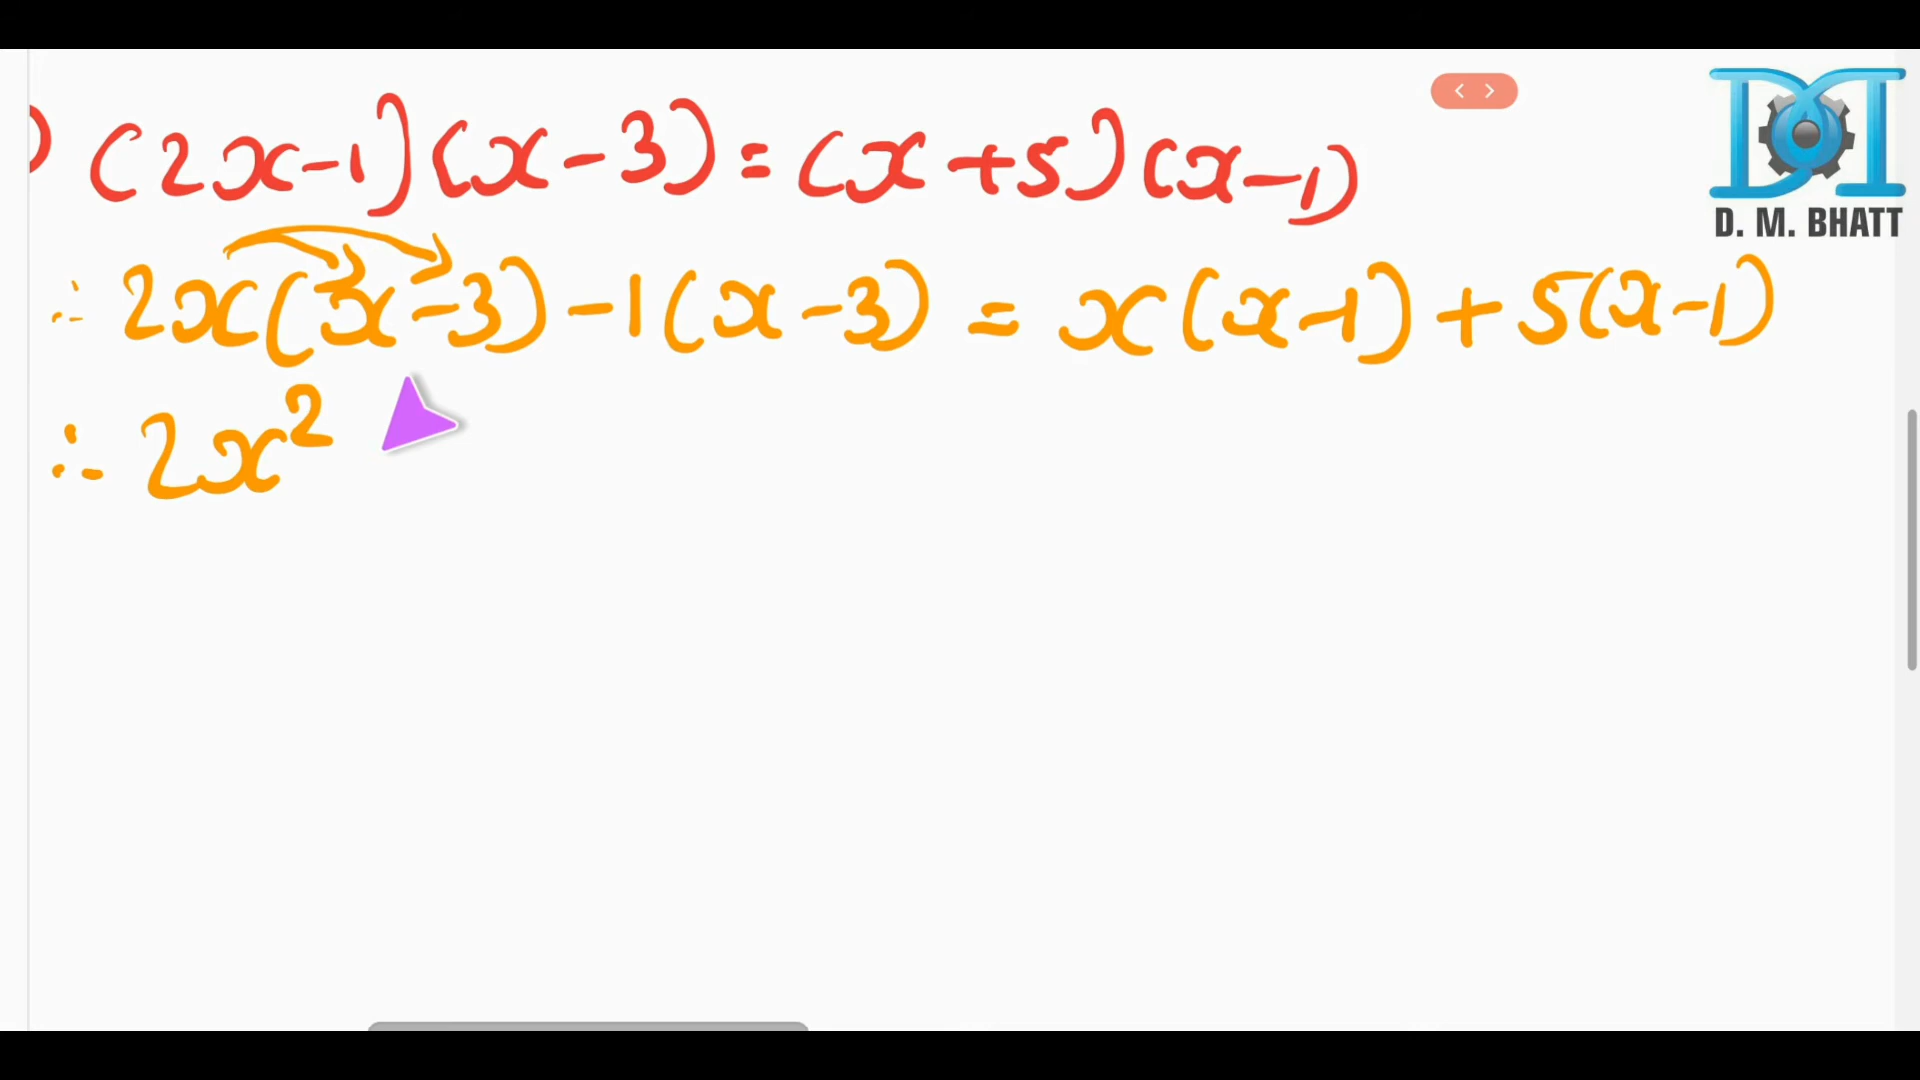 ) (2x-1)(x-3)=(x+5)(x-1)
∴ 2x(x-3)-1(x-3) = x(x-1)+5(x-1)
∴ 2x²
D. M. BHATT